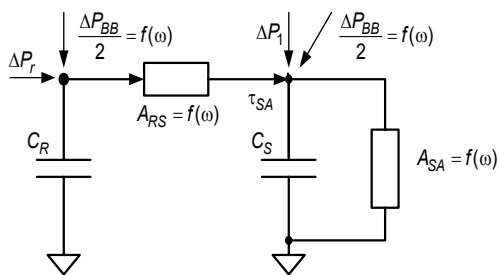 ΔP_BB/2 = f(ω)
ΔP_r
A_RS = f(ω)
C_R
ΔP_1
ΔP_BB/2 = f(ω)
τ_SA
C_S
A_SA = f(ω)